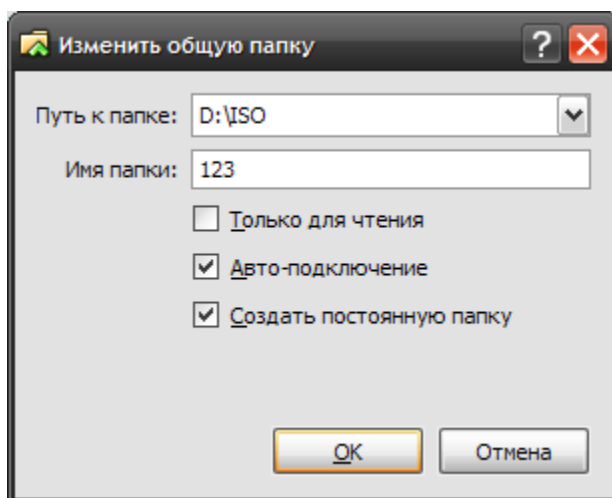 Изменить общую папку
Путь к папке: D:\ISO
Имя папки: 123
Только для чтения
Авто-подключение
Создать постоянную папку
OK Отмена